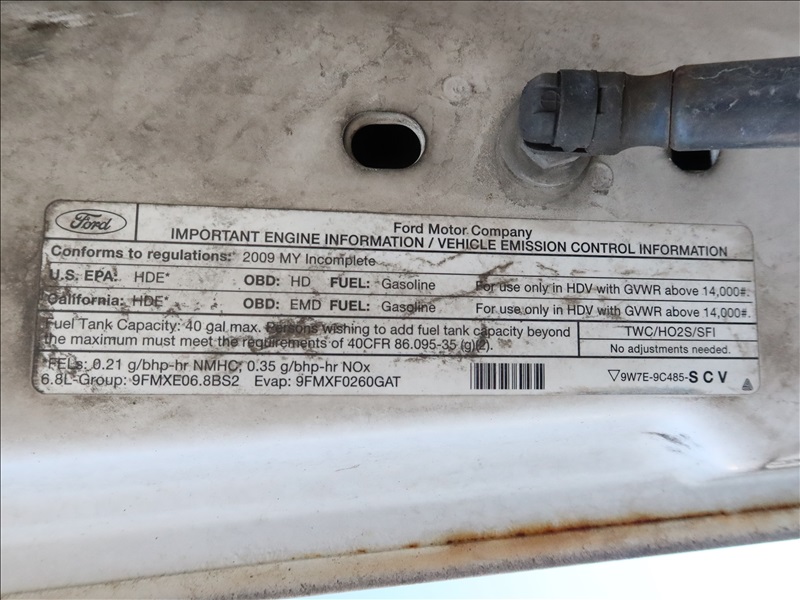 Ford
Ford Motor Company
IMPORTANT ENGINE INFORMATION / VEHICLE EMISSION CONTROL INFORMATION
Conforms to regulations: 2009 MY Incomplete
U.S. EPA: HDE* OBD: HD FUEL: Gasoline For use only in HDV with GVWR above 14,000#.
California: HDE* OBD: EMD FUEL: Gasoline For use only in HDV with GVWR above 14,000#.
Fuel Tank Capacity: 40 gal max. Persons wishing to add fuel tank capacity beyond
the maximum must meet the requirements of 40CFR 86.095-35 (g)(2).
TWC/HO2S/SFI
No adjustments needed.
*FELs: 0.21 g/bhp-hr NMHC; 0.35 g/bhp-hr NOx
6.8L-Group: 9FMXE06.8BS2 Evap: 9FMXF0260GAT
▽9W7E-9C485-S C V